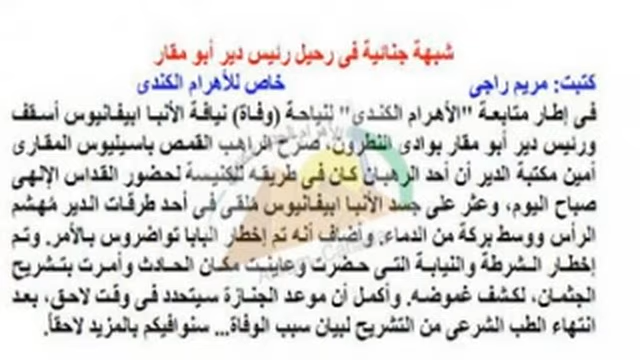 شبهة جنائية فى رحيل رئيس دير أبو مقار
كتبت: مريم راجى خاص للأهرام الكندى
فى إطار متابعة "الأهرام الكندى" لنياحة (وفاة) نيافة الأنبا ابيفانيوس أسقف
ورئيس دير أبو مقار بوادى النطرون، صرح الراهب القمص باسيليوس المقارى
أمين مكتبة الدير أن أحد الرهبان كان فى طريقه للكنيسة لحضور القداس الإلهى
صباح اليوم، وعثر على جسد الأنبا ابيفانيوس ملقى فى أحد طرقات الدير مُهشم
الرأس ووسط بركة من الدماء. وأضاف أنه تم إخطار البابا تواضروس بالأمر. وتم
إخطار الشرطة والنيابة التى حضرت وعاينت مكان الحادث وأمرت بتشريح
الجثمان، لكشف غموضه. وأكمل أن موعد الجنازة سيتحدد فى وقت لاحق، بعد
انتهاء الطب الشرعى من التشريح لبيان سبب الوفاة... سنوافيكم بالمزيد لاحقاً.